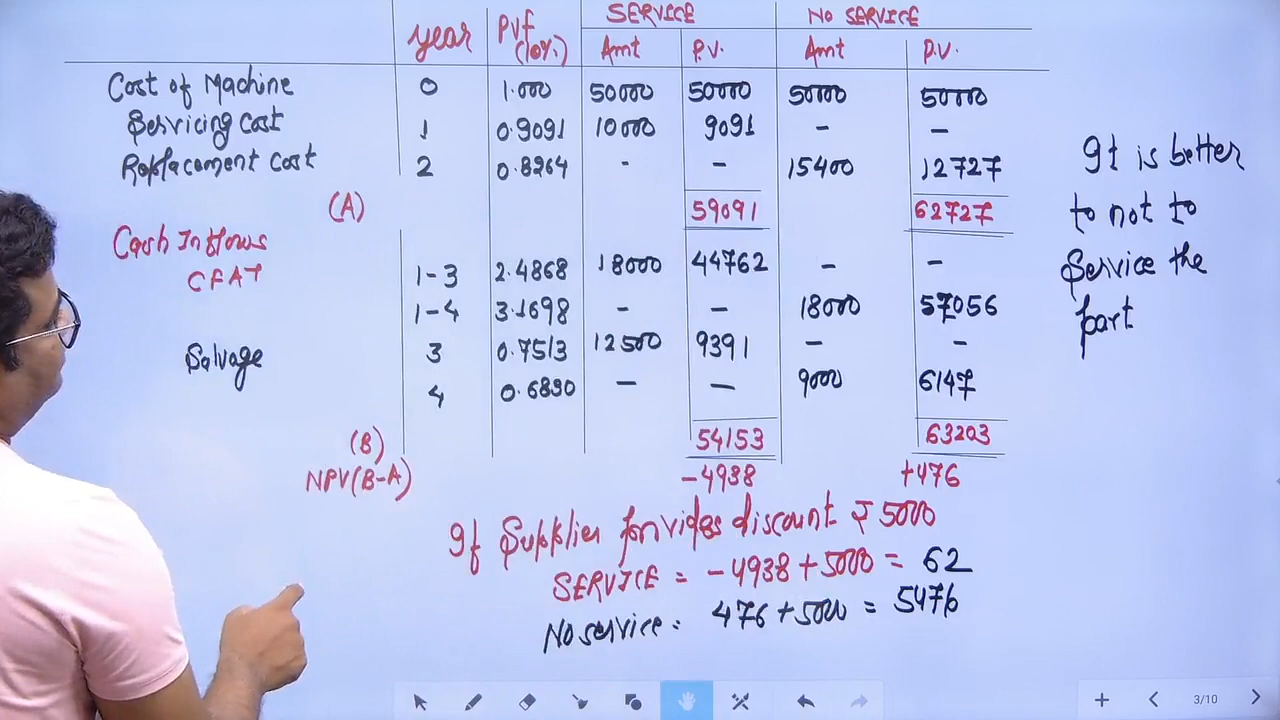 SERVICE NO SERVICE
year Pvf (10%) Amt P.V. Amt P.V.
Cost of Machine 0 1.000 50000 50000 50000 50000
Servicing Cost 1 0.9091 10000 9091 - -
Replacement Cost 2 0.8264 - - 15400 12727
(A) 59091 62727
Cash Inflows
CFAT 1-3 2.4868 18000 44762 - -
1-4 3.1698 - - 18000 57056
Salvage 3 0.7513 12500 9391 - -
4 0.6830 - - 9000 6147
(B) 54153 63203
NPV(B-A) -4938 +476
It is better
to not to
Service the
part
If Supplier provides discount ₹ 5000
SERVICE = -4938 + 5000 = 62
No service = 476 + 5000 = 5476
3/10